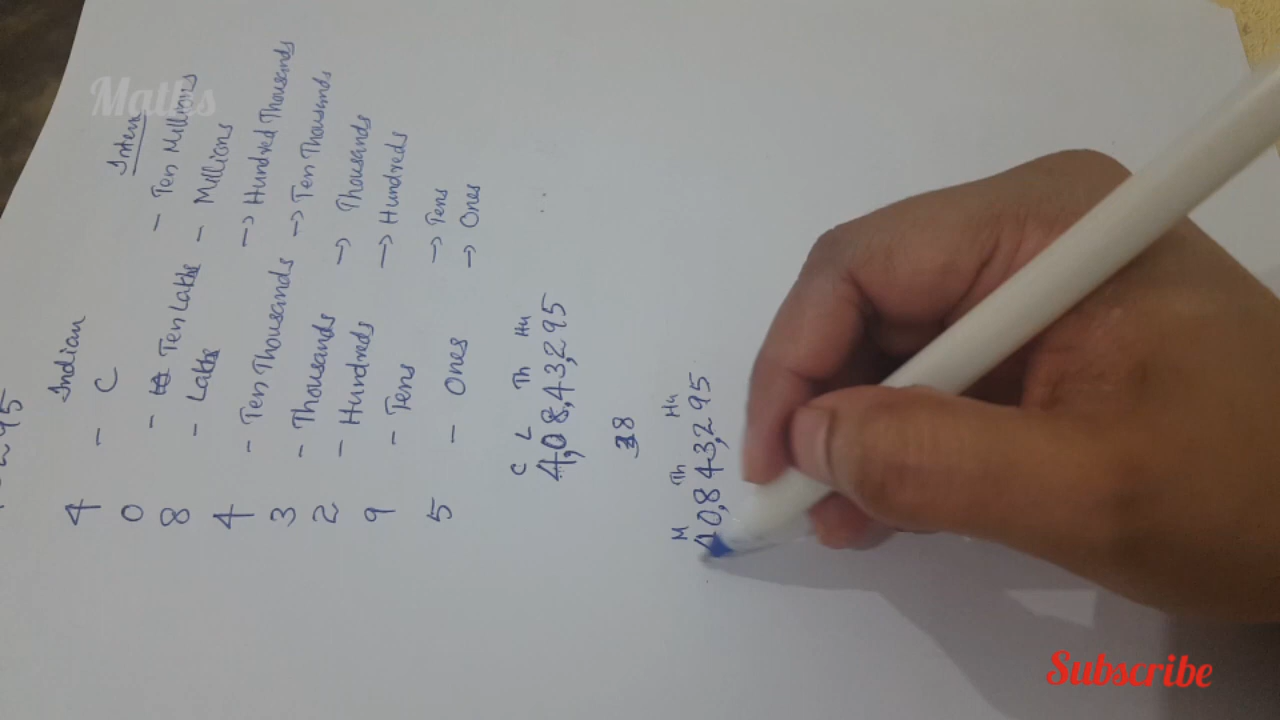 Maths
Indian Intern
4 - C - Ten Millions
0 - Ten Lakhs - Millions
8 - Lakhs -> Hundred Thousands
4 - Ten Thousands -> Ten Thousands
3 - Thousands -> Thousands
2 - Hundreds -> Hundreds
9 - Tens -> Tens
5 - Ones -> Ones
C L Th Hu
4,08,43,295
38
M Th Hu
40,843,295
Subscribe